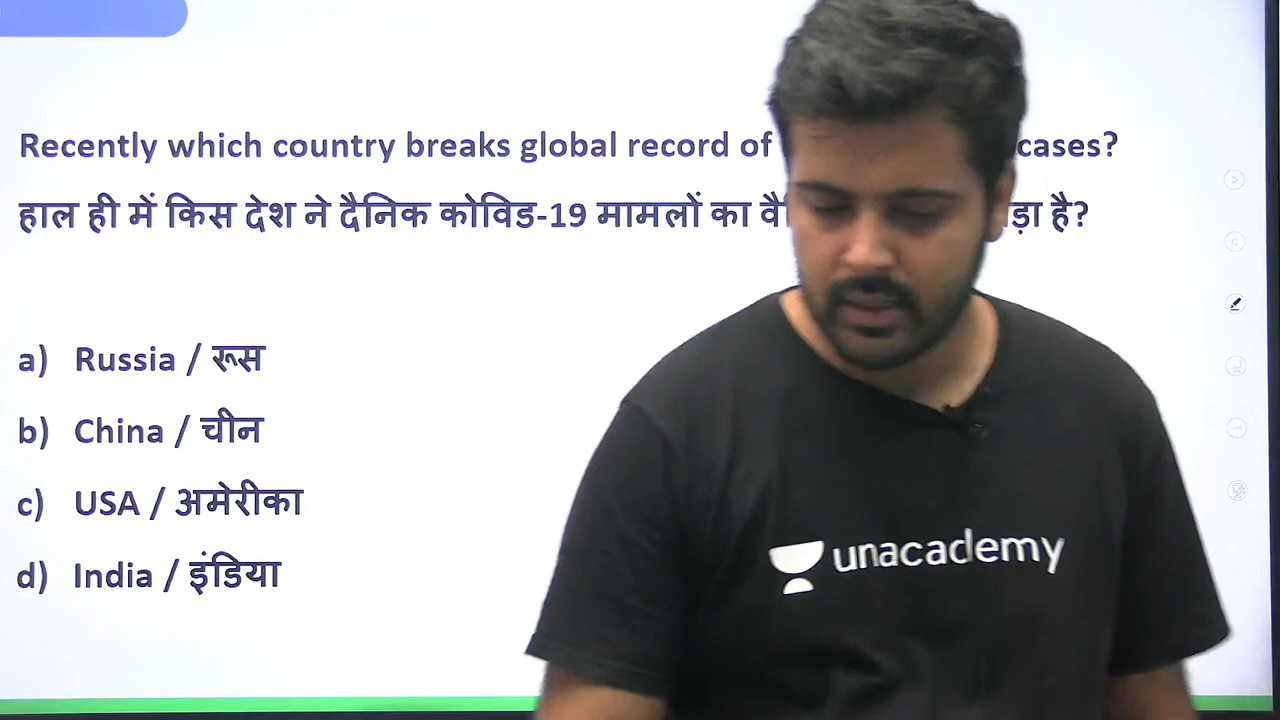 Recently which country breaks global record of cases?
हाल ही में किस देश ने दैनिक कोविड-19 मामलों का
a) Russia / रूस
b) China / चीन
c) USA / अमेरीका
d) India / इंडिया
unacademy